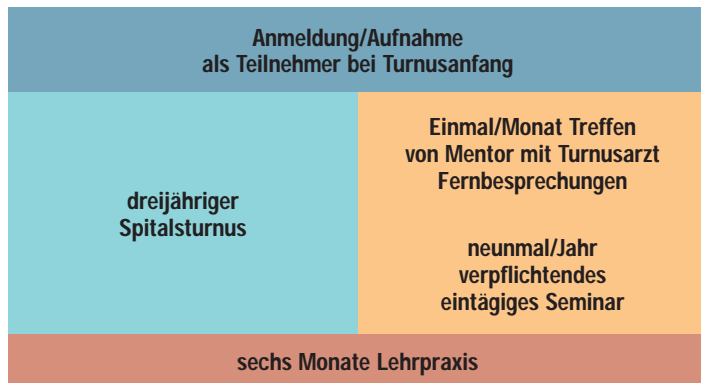 Anmeldung/Aufnahme
als Teilnehmer bei Turnusanfang
dreijähriger
Spitalsturnus
Einmal/Monat Treffen
von Mentor mit Turnusarzt
Fernbesprechungen
neunmal/Jahr
verpflichtendes
eintägiges Seminar
sechs Monate Lehrpraxis